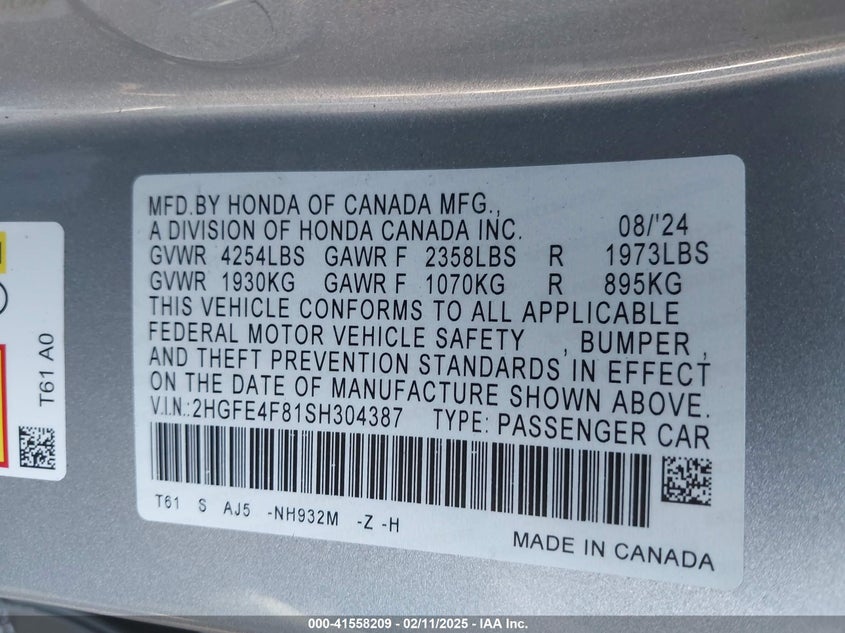 MFD.BY HONDA OF CANADA MFG.,
A DIVISION OF HONDA CANADA INC. 08/'24
GVWR 4254LBS GAWR F 2358LBS R 1973LBS
GVWR 1930KG GAWR F 1070KG R 895KG
THIS VEHICLE CONFORMS TO ALL APPLICABLE
FEDERAL MOTOR VEHICLE SAFETY , BUMPER ,
AND THEFT PREVENTION STANDARDS IN EFFECT
ON THE DATE OF MANUFACTURE SHOWN ABOVE.
V.I.N.:2HGFE4F81SH304387 TYPE: PASSENGER CAR
T61 S AJ5 -NH932M -Z -H
MADE IN CANADA
T61 A0
000-41558209 - 02/11/2025 - IAA Inc.